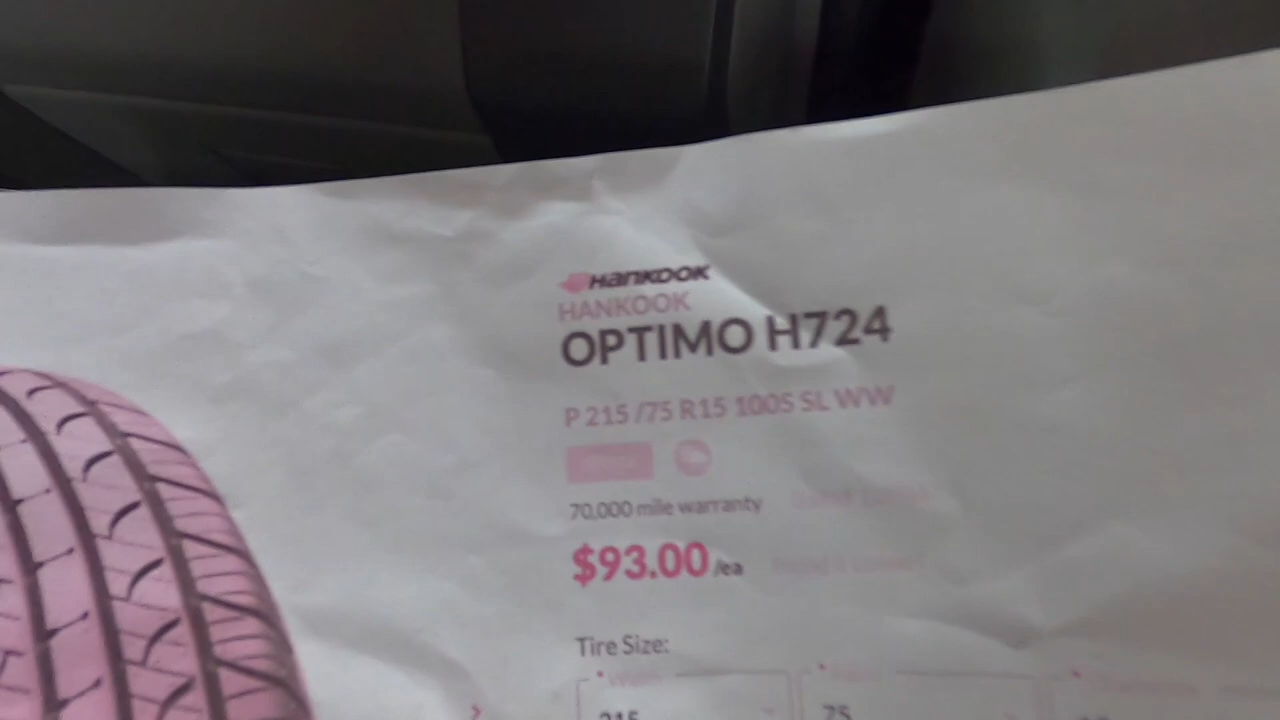 HANKOOK
HANKOOK
OPTIMO H724
P 215 /75 R15 100S SL WW
70,000 mile warranty
$93.00 /ea
Tire Size:
215 75